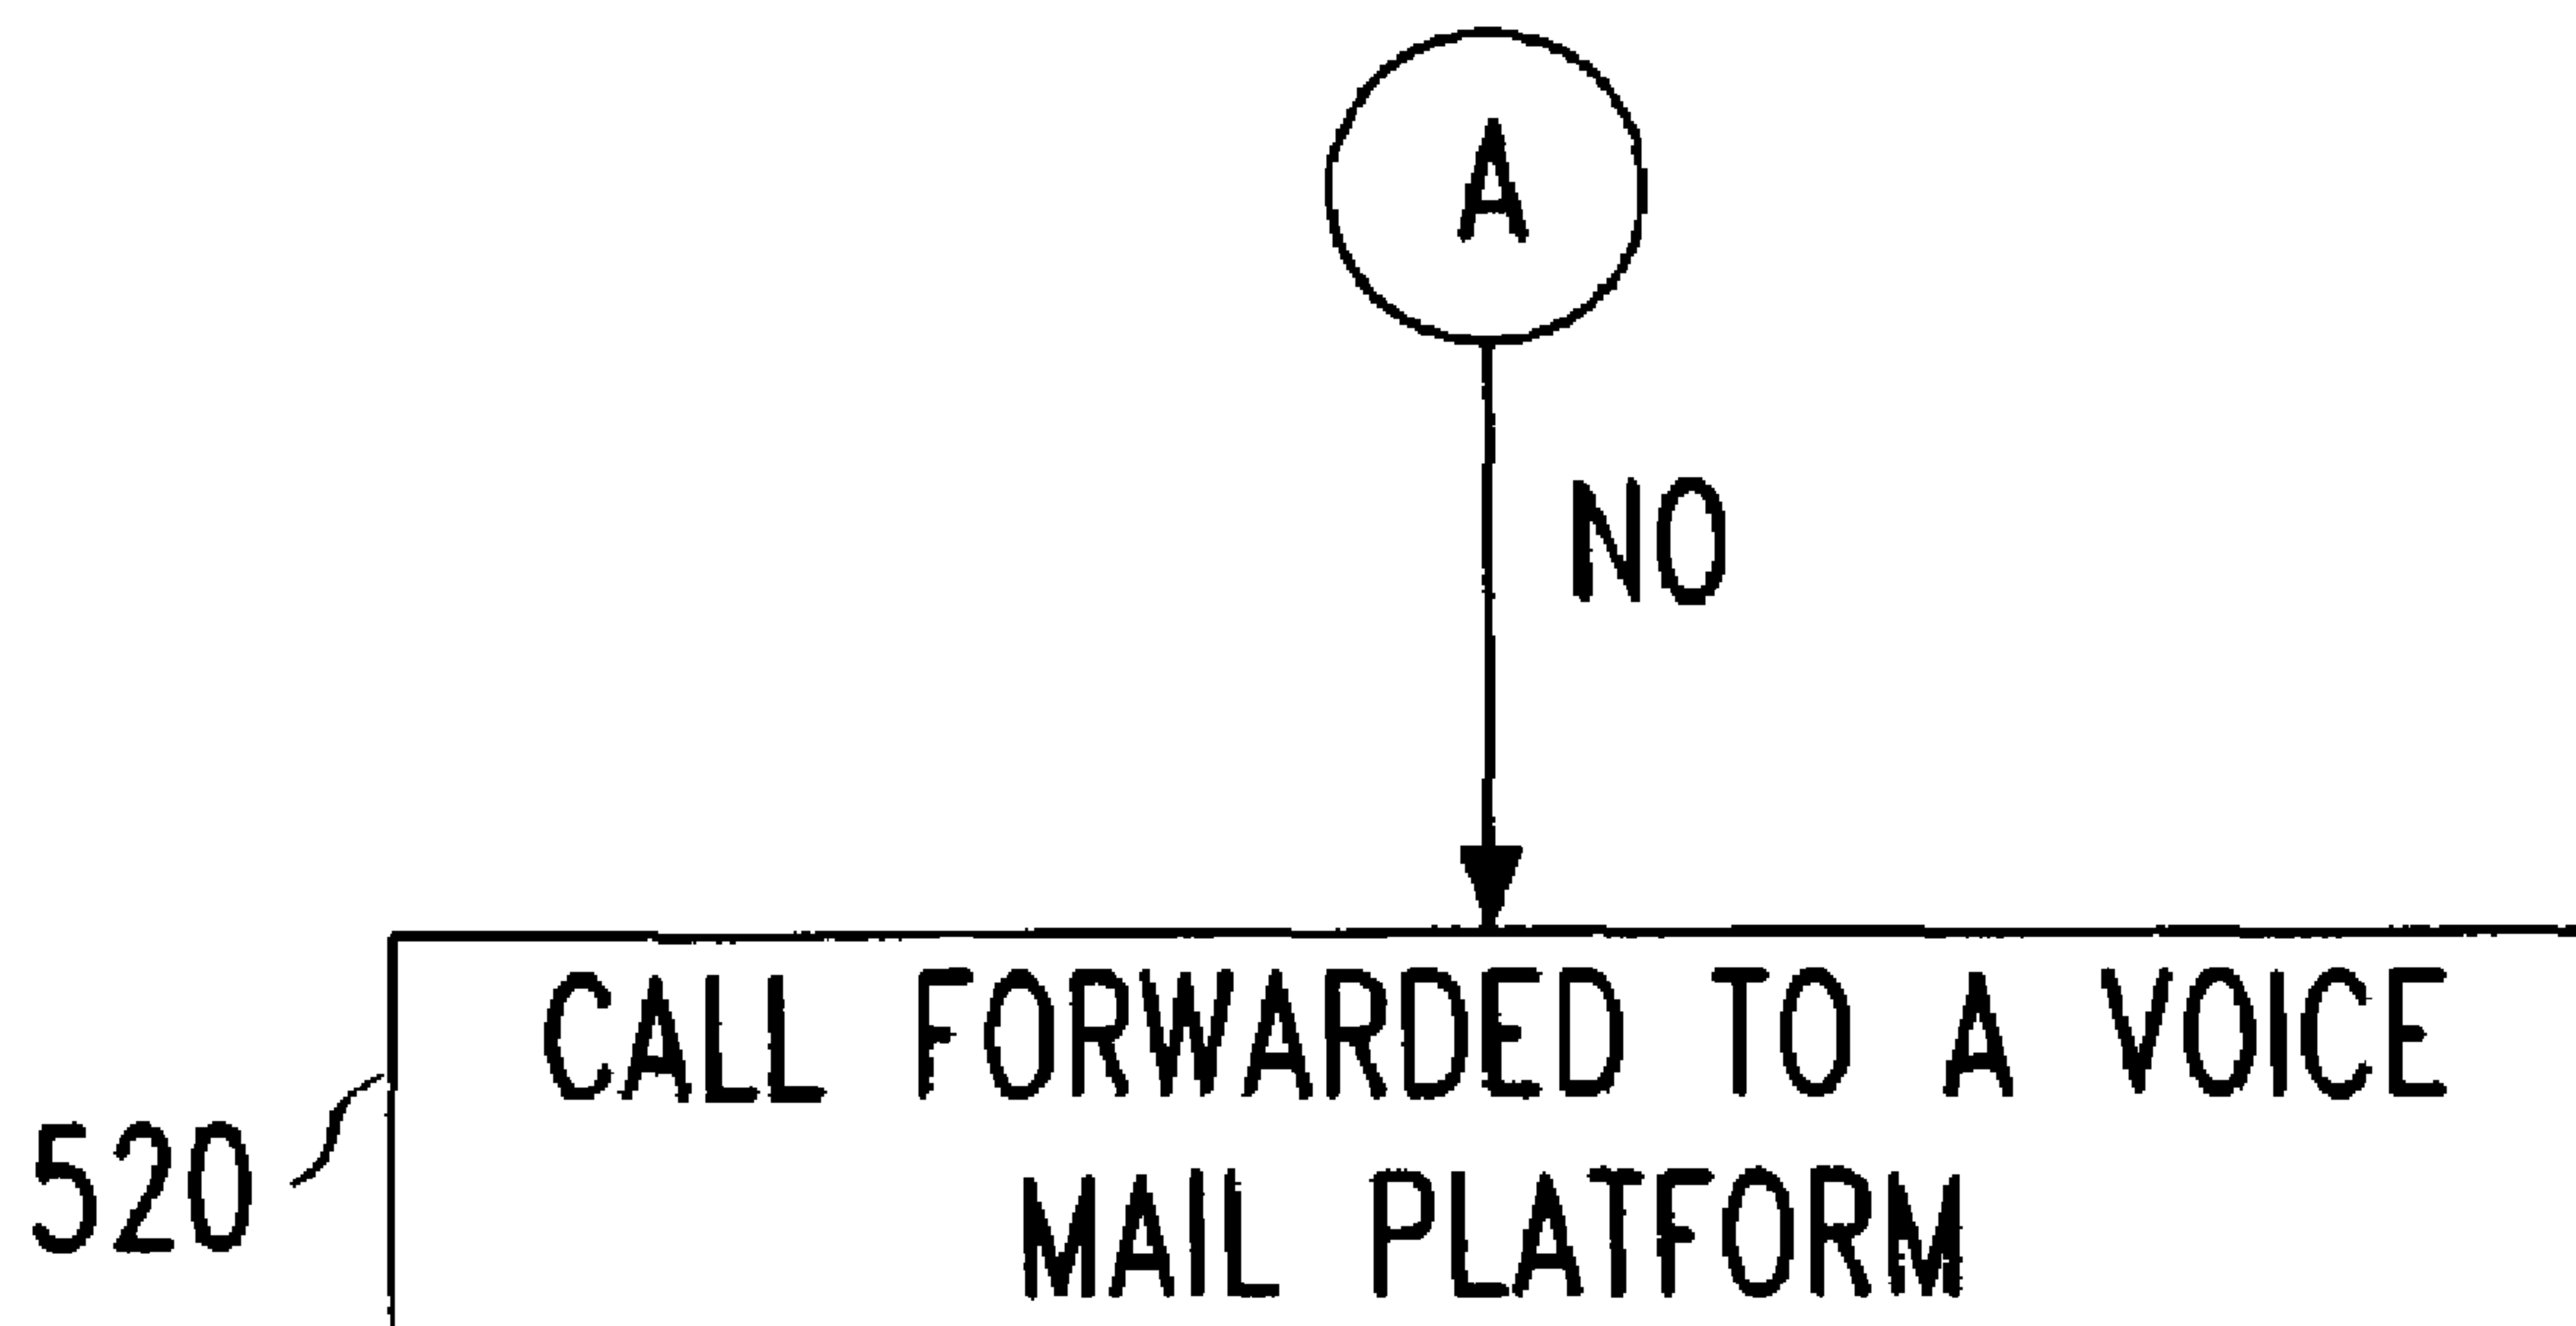 A
NO
CALL FORWARDED TO A VOICE
520
MAIL PLATFORM